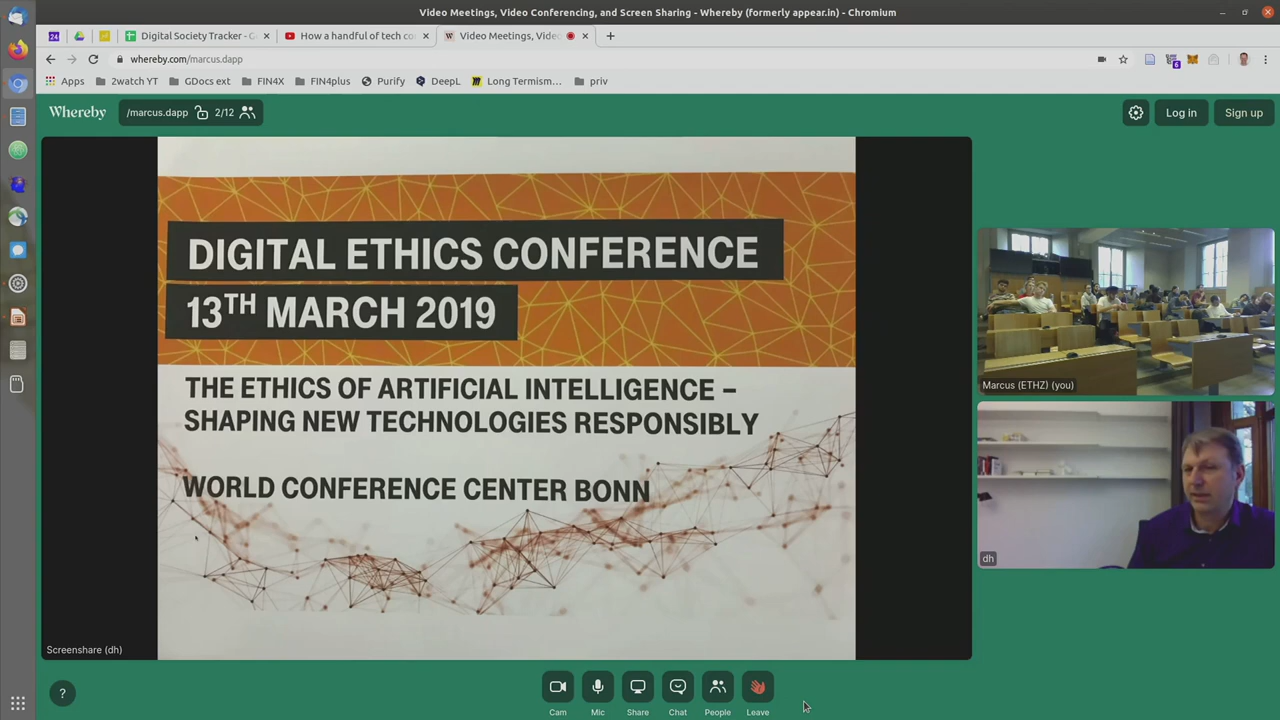 Video Meetings, Video Conferencing, and Screen Sharing - Whereby (formerly appear.in) - Chromium
24
Digital Society Tracker - G
How a handful of tech co
Video Meetings, Vide
whereby.com/marcus.dapp
6
Apps
2watch YT
GDocs ext
FIN4X
FIN4plus
Purify
DeepL
Long Termism...
priv
Whereby
/marcus.dapp
2/12
Log in
Sign up
DIGITAL ETHICS CONFERENCE
13TH MARCH 2019
THE ETHICS OF ARTIFICIAL INTELLIGENCE –
SHAPING NEW TECHNOLOGIES RESPONSIBLY
WORLD CONFERENCE CENTER BONN
Screenshare (dh)
Marcus (ETHZ) (you)
dh
?
Cam
Mic
Share
Chat
People
Leave